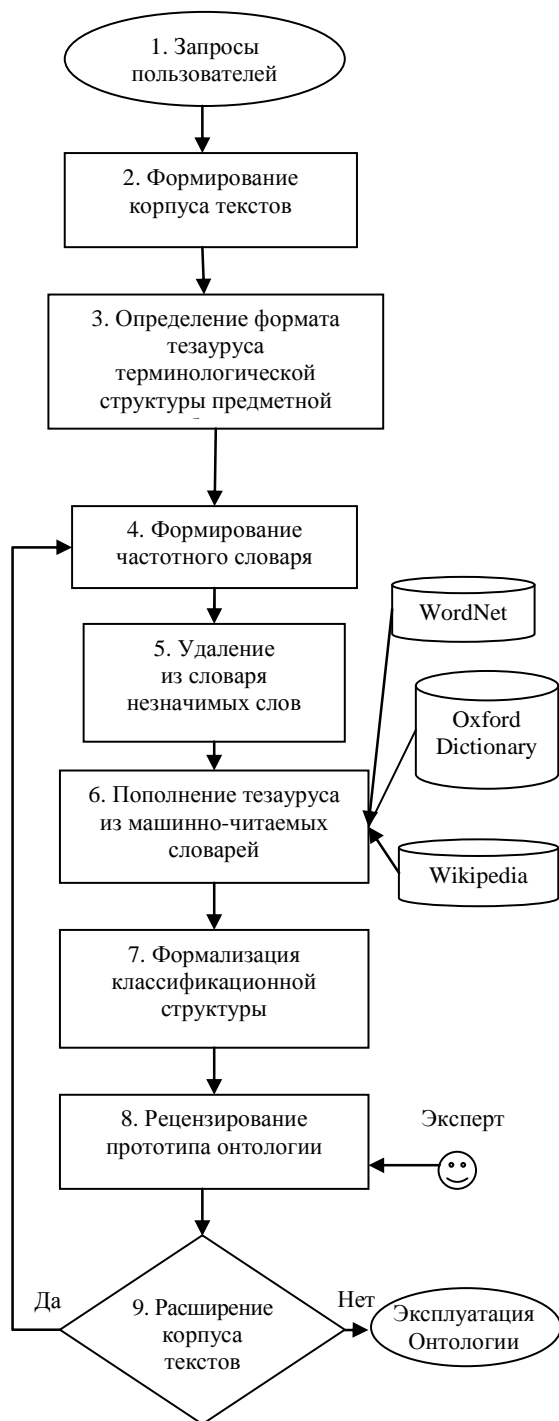 1. Запросы
пользователей
2. Формирование
корпуса текстов
3. Определение формата
тезауруса
терминологической
структуры предметной
4. Формирование
частотного словаря
WordNet
5. Удаление
из словаря
незначимых слов
Oxford
Dictionary
6. Пополнение тезауруса
из машинно-читаемых
словарей
Wikipedia
7. Формализация
классификационной
структуры
8. Рецензирование
прототипа онтологии
Эксперт
Да
9. Расширение
корпуса
текстов
Нет
Эксплуатация
Онтологии